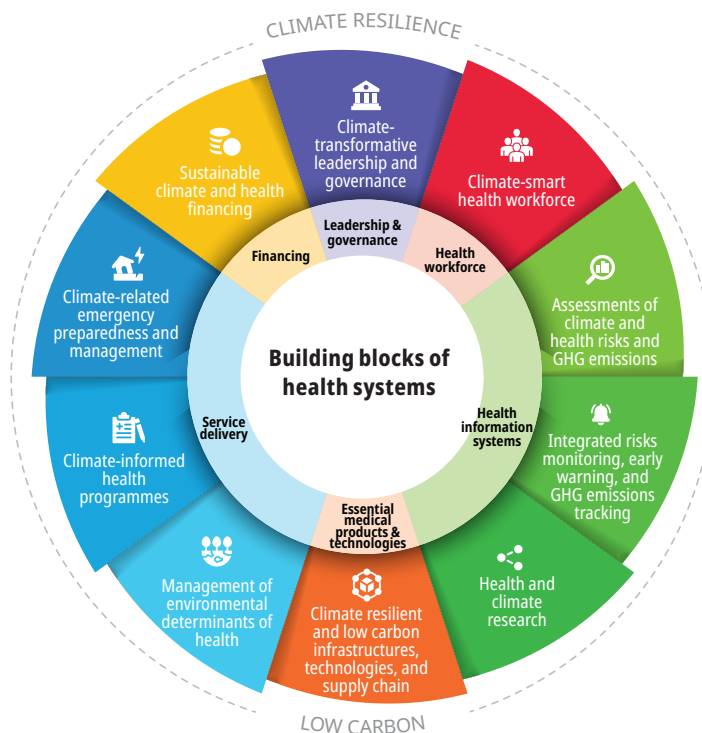 CLIMATE RESILIENCE
Climate-
transformative
leadership and
governance
Climate-smart
health workforce
Assessments of
climate and
health risks and
GHG emissions
Integrated risks
monitoring, early
warning, and
GHG emissions
tracking
Health and
climate
research
Climate resilient
and low carbon
infrastructures,
technologies, and
supply chain
Management of
environmental
determinants of
health
Climate-informed
health
programmes
Climate-related
emergency
preparedness and
management
Sustainable
climate and health
financing
Leadership &
governance
Health
workforce
Health
information
systems
Essential
medical
products &
technologies
Service
delivery
Financing
Building blocks of
health systems
LOW CARBON